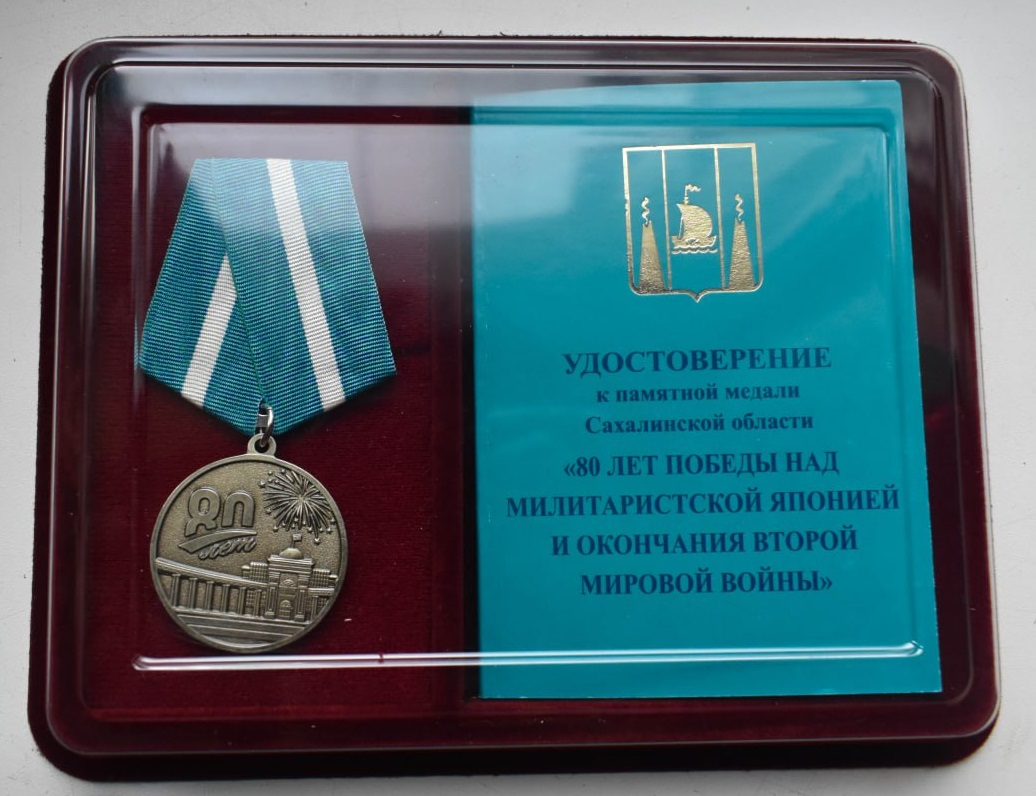 80
лет
УДОСТОВЕРЕНИЕ
к памятной медали
Сахалинской области
«80 ЛЕТ ПОБЕДЫ НАД
МИЛИТАРИСТСКОЙ ЯПОНИЕЙ
И ОКОНЧАНИЯ ВТОРОЙ
МИРОВОЙ ВОЙНЫ»